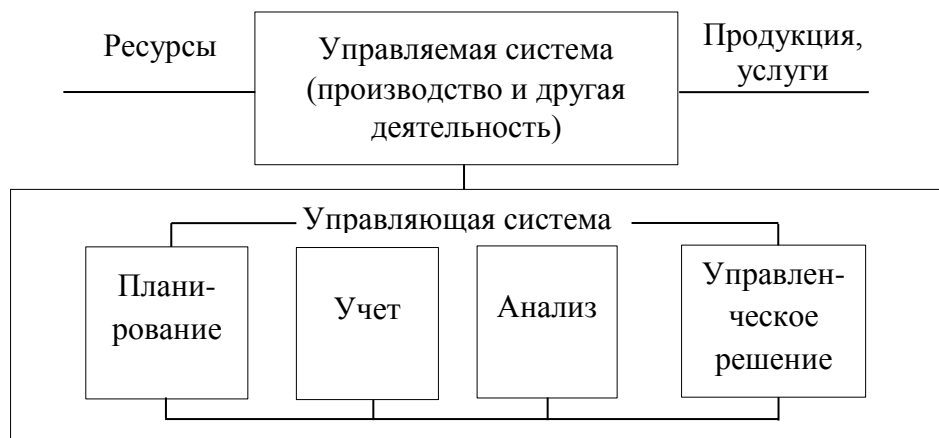 Ресурсы
Управляемая система
(производство и другая
деятельность)
Продукция,
услуги
Управляющая система
Плани-
рование
Учет
Анализ
Управлен-
ческое
решение